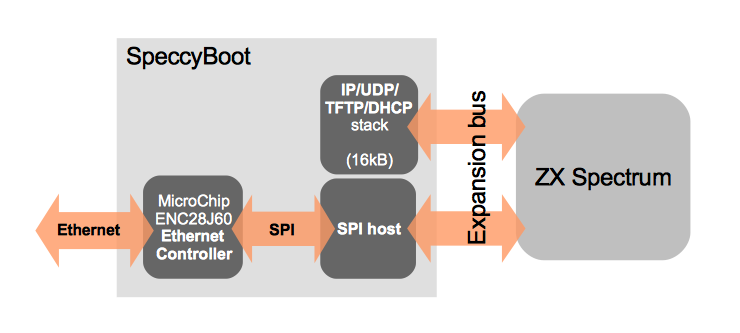 SpeccyBoot
IP/UDP/
TFTP/DHCP
stack
(16kB)
Expansion bus
ZX Spectrum
MicroChip
ENC28J60
Ethernet
Controller
Ethernet
SPI
SPI host